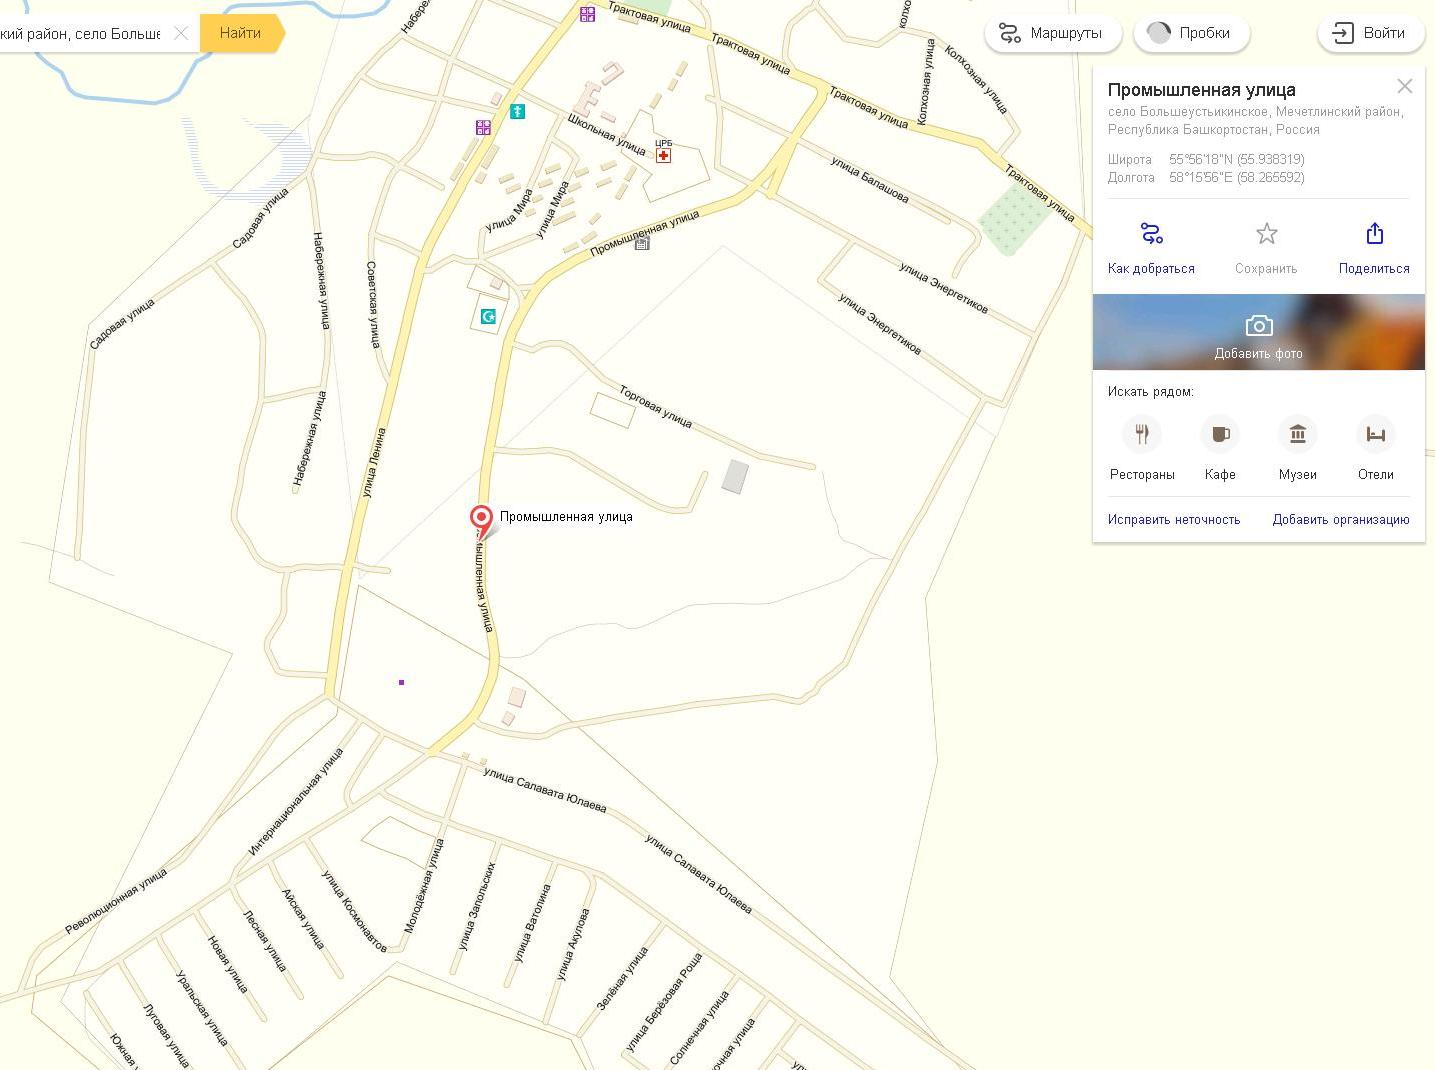 кий район, село Больше
Найти
Маршруты
Пробки
Войти
Промышленная улица
село Большеустьикинское, Мечетлинский район,
Республика Башкортостан, Россия
Широта 55°56'18"N (55.938319)
Долгота 58°15'56"E (58.265592)
Как добраться
Сохранить
Поделиться
Добавить фото
Искать рядом:
Рестораны
Кафе
Музеи
Отели
Исправить неточность
Добавить организацию
Трактовая улица
Трактовая улица
Трактовая улица
Трактовая улица
Колхозная улица
Колхозная улица
Школьная улица
ЦРБ
улица Мира
улица Мира
Промышленная улица
улица Балашова
улица Энергетиков
улица Энергетиков
Садовая улица
Садовая улица
Набережная улица
Набережная улица
Советская улица
улица Ленина
Торговая улица
Промышленная улица
мышленная улица
улица Салавата Юлаева
улица Салавата Юлаева
Интернациональная улица
Революционная улица
Молодёжная улица
улица Космонавтов
Айская улица
Лесная улица
Новая улица
Уральская улица
Луговая улица
Южная
улица Запольских
улица Ватолина
улица Акулова
Зелёная улица
улица Берёзовая Роща
Солнечная улица
очная улица